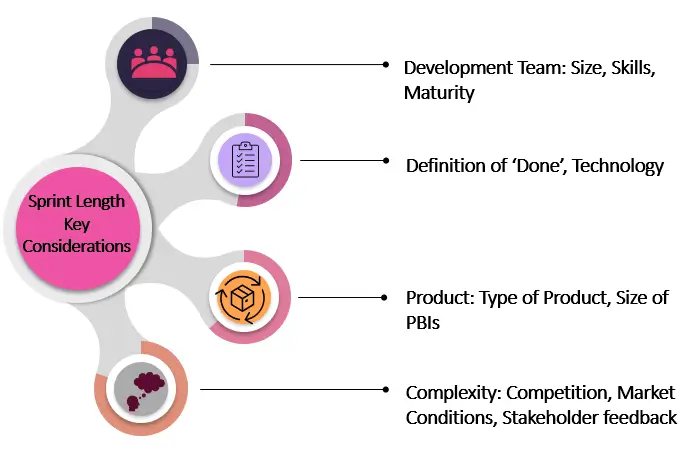 Sprint Length
Key
Considerations
Development Team: Size, Skills,
Maturity
Definition of ‘Done’, Technology
Product: Type of Product, Size of
PBIs
Complexity: Competition, Market
Conditions, Stakeholder feedback